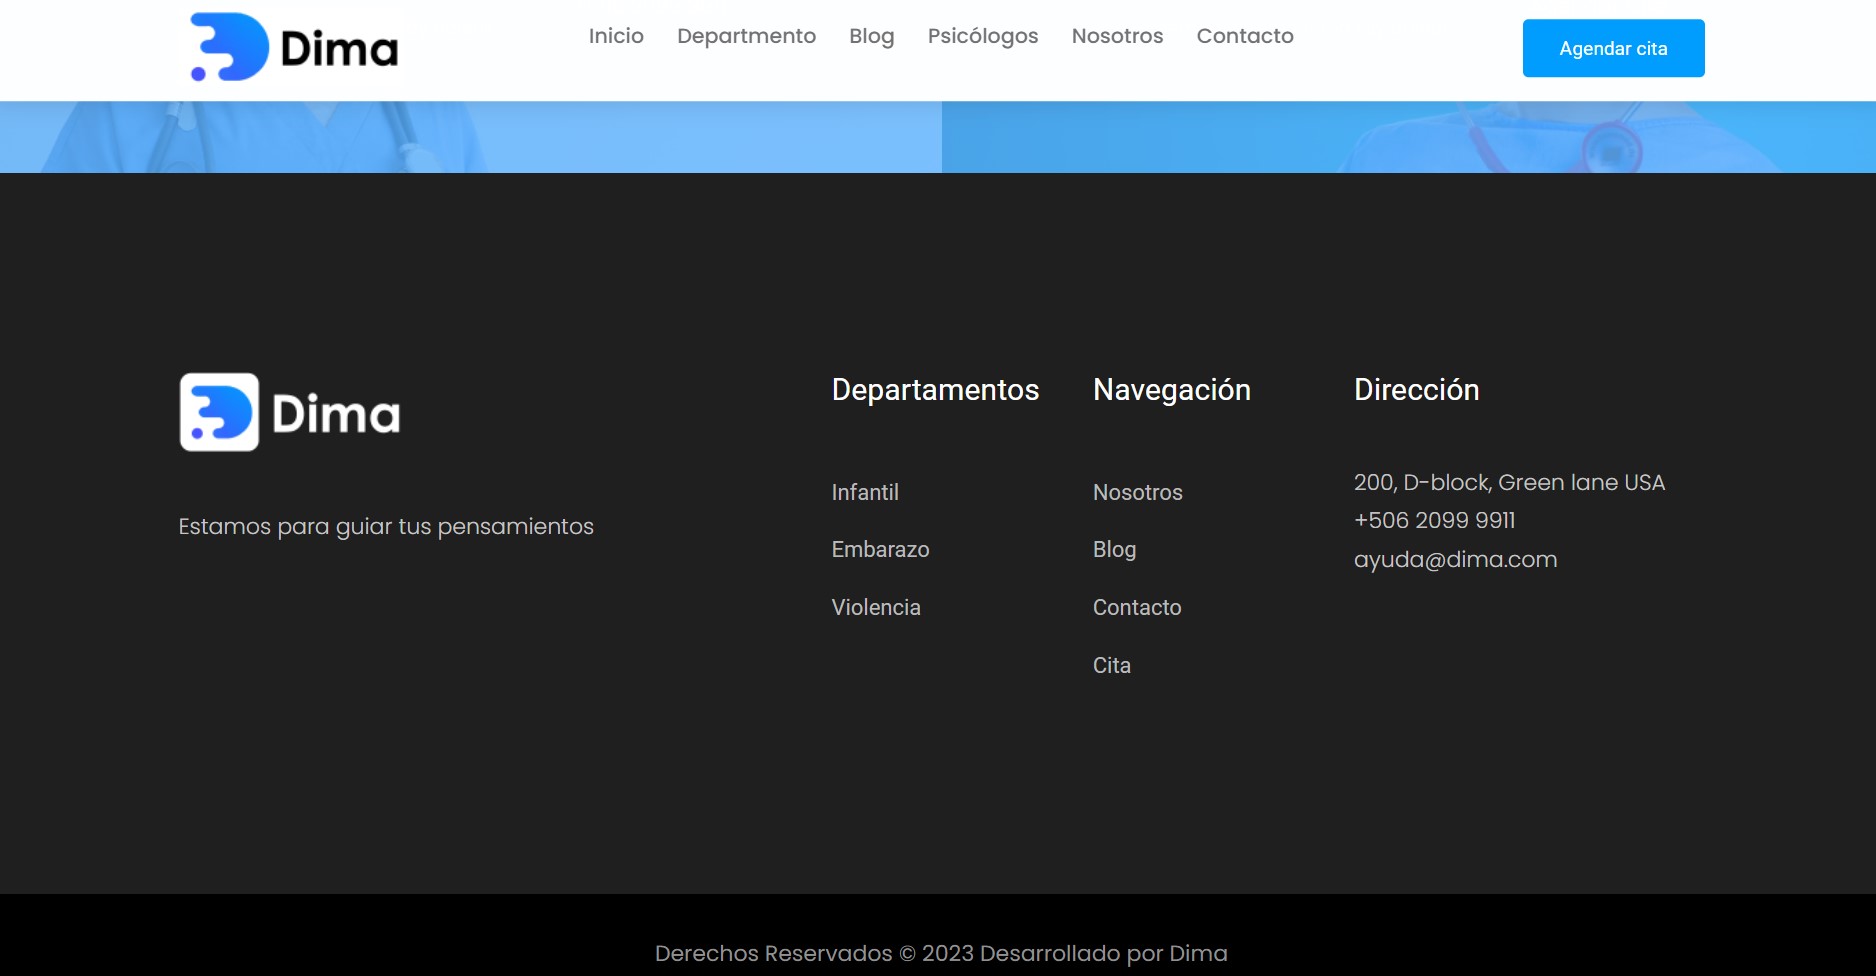 Dima
Inicio
Departmento
Blog
Psicólogos
Nosotros
Contacto
Agendar cita
Dima
Estamos para guiar tus pensamientos
Departamentos
Infantil
Embarazo
Violencia
Navegación
Nosotros
Blog
Contacto
Cita
Dirección
200, D-block, Green lane USA
+506 2099 9911
ayuda@dima.com
Derechos Reservados © 2023 Desarrollado por Dima